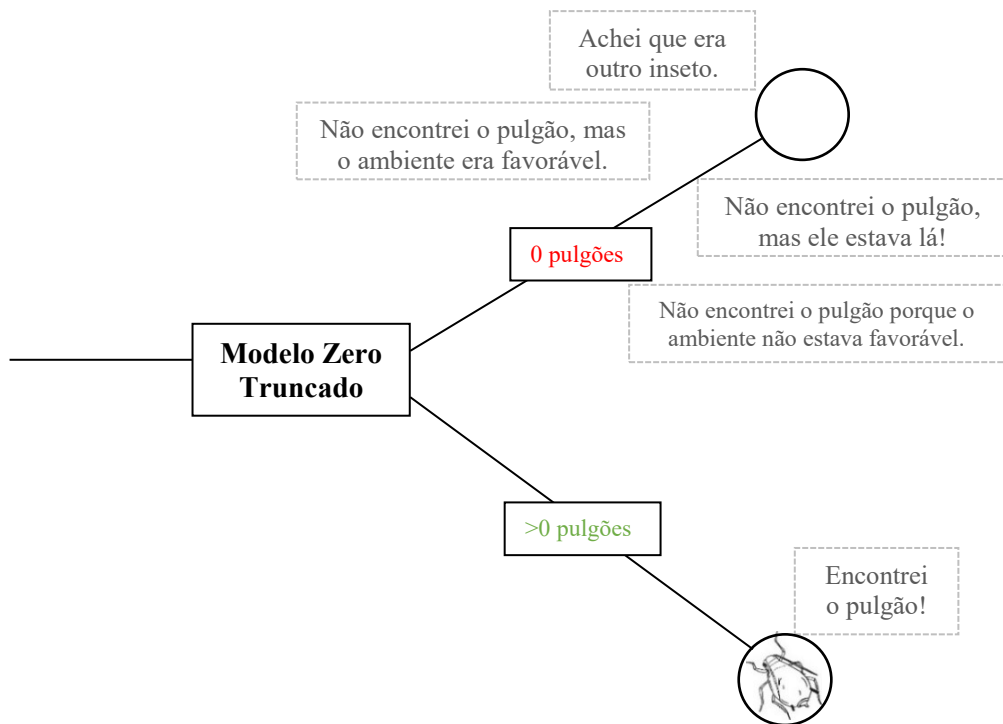 Achei que era
outro inseto.
Não encontrei o pulgão, mas
o ambiente era favorável.
Não encontrei o pulgão,
mas ele estava lá!
0 pulgões
Não encontrei o pulgão porque o
ambiente não estava favorável.
Modelo Zero
Truncado
>0 pulgões
Encontrei
o pulgão!